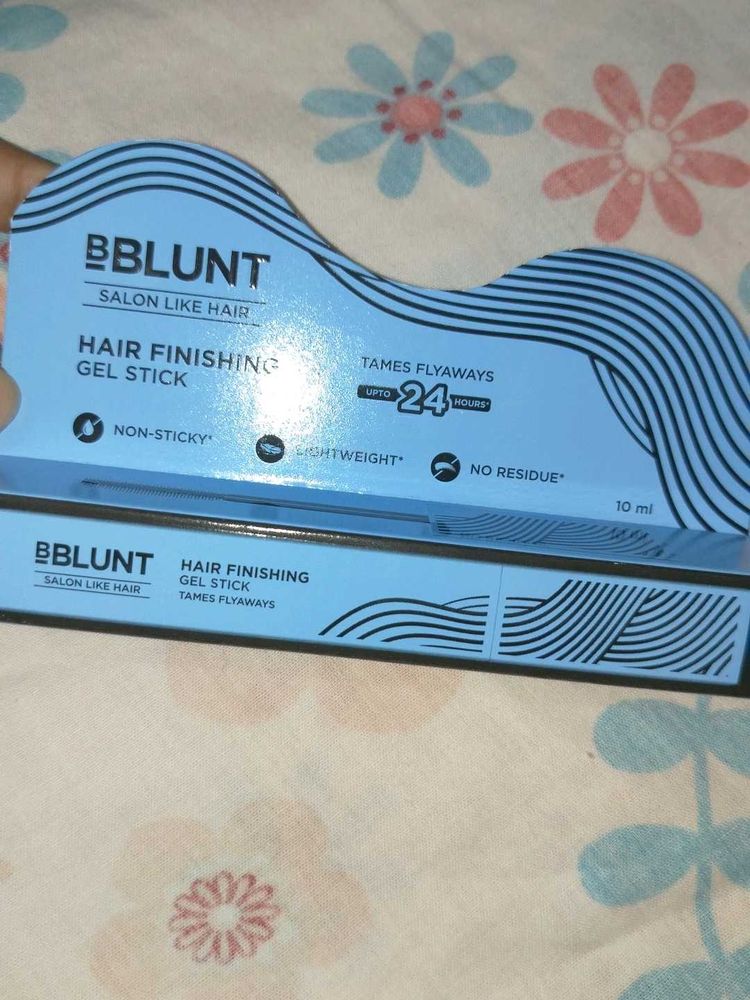 BBLUNT
SALON LIKE HAIR
HAIR FINISHING
GEL STICK
TAMES FLYAWAYS
UPTO 24 HOURS*
NON-STICKY*
LIGHTWEIGHT*
NO RESIDUE*
10 ml
BBLUNT
SALON LIKE HAIR
HAIR FINISHING
GEL STICK
TAMES FLYAWAYS